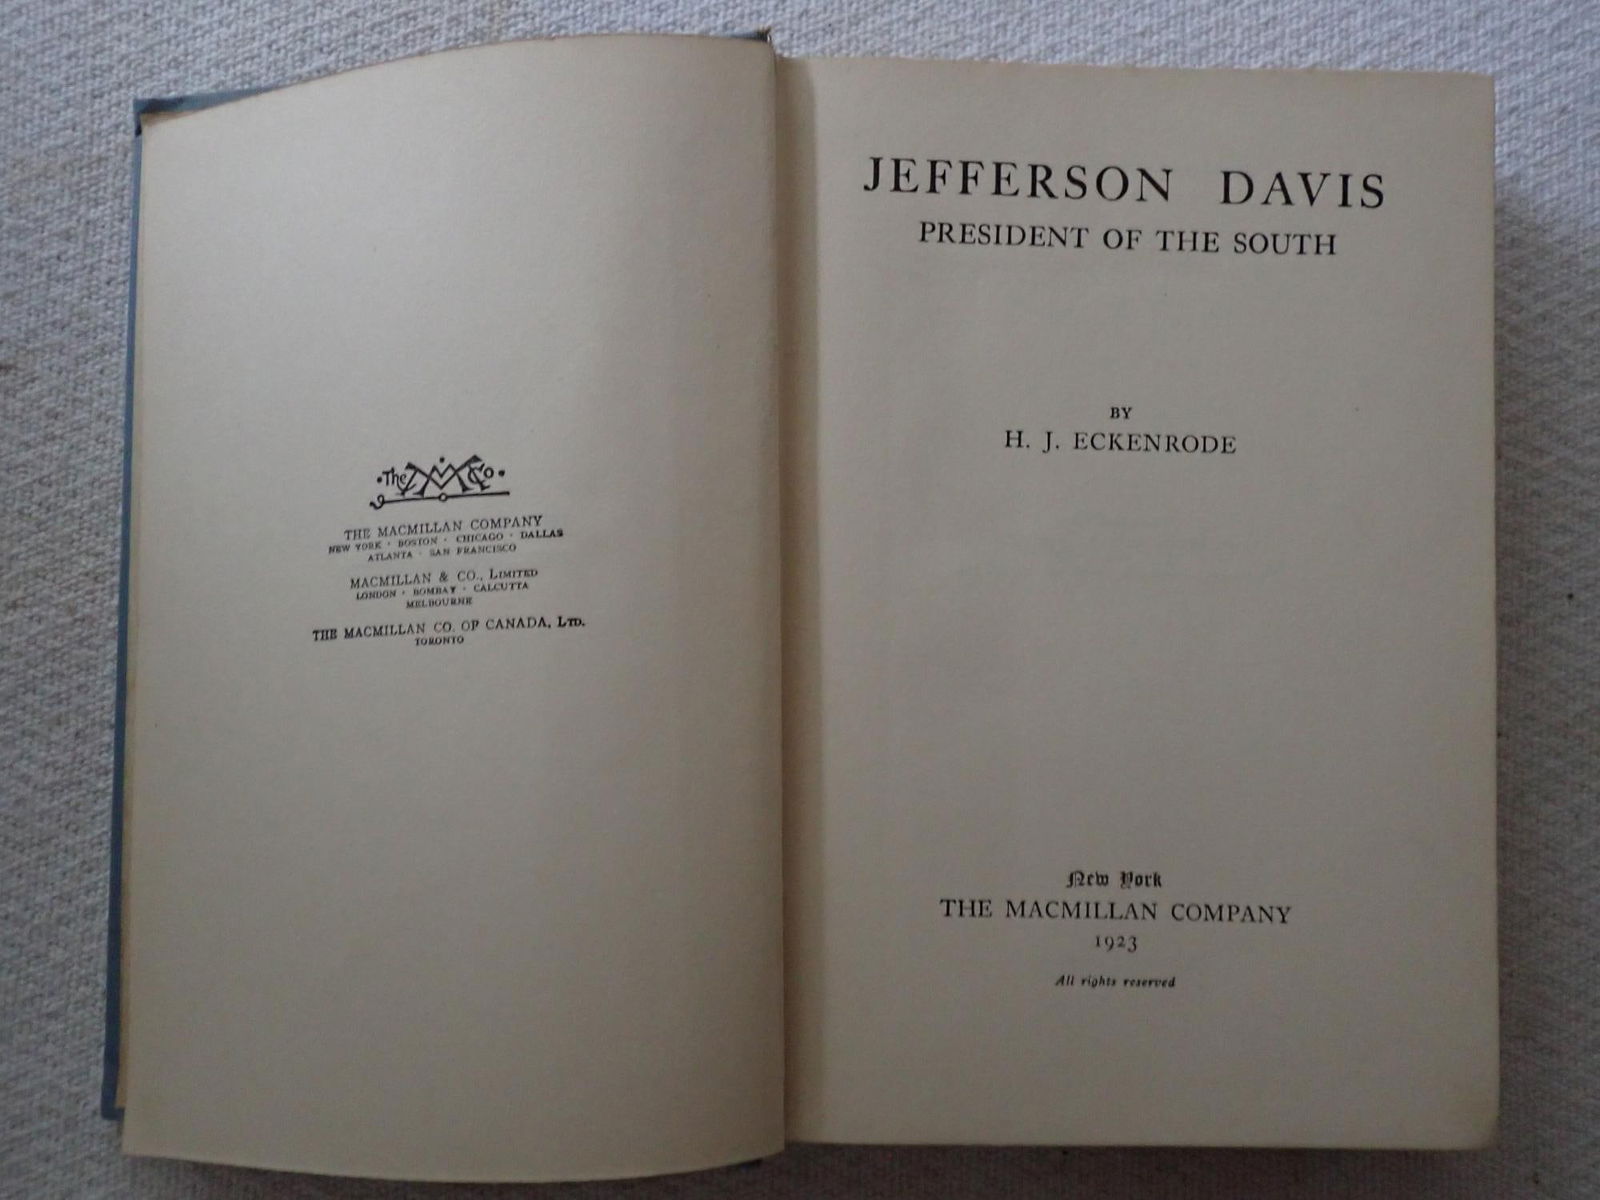 The M Co
THE MACMILLAN COMPANY
NEW YORK · BOSTON · CHICAGO · DALLAS
ATLANTA · SAN FRANCISCO
MACMILLAN & CO., LIMITED
LONDON · BOMBAY · CALCUTTA
MELBOURNE
THE MACMILLAN CO. OF CANADA, LTD.
TORONTO
JEFFERSON DAVIS
PRESIDENT OF THE SOUTH
BY
H. J. ECKENRODE
New York
THE MACMILLAN COMPANY
1923
All rights reserved